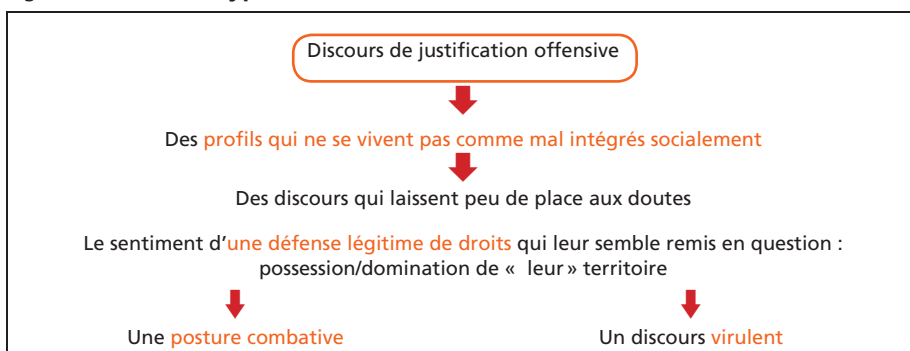 Discours de justification offensive
Des profils qui ne se vivent pas comme mal intégrés socialement
Des discours qui laissent peu de place aux doutes
Le sentiment d'une défense légitime de droits qui leur semble remis en question :
possession/domination de « leur » territoire
Une posture combative
Un discours virulent